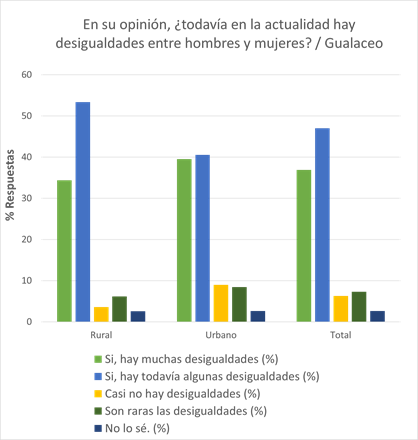 En su opinión, ¿todavía en la actualidad hay
desigualdades entre hombres y mujeres? / Gualaceo
% Respuestas
60
50
40
30
20
10
0
Rural
Urbano
Total
Si, hay muchas desigualdades (%)
Si, hay todavía algunas desigualdades (%)
Casi no hay desigualdades (%)
Son raras las desigualdades (%)
No lo sé. (%)